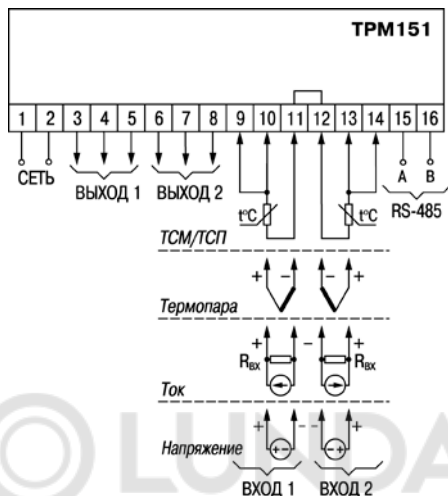 ТРМ151
1 2 3 4 5 6 7 8 9 10 11 12 13 14 15 16
СЕТЬ ВЫХОД 1 ВЫХОД 2 t°C t°C A B
RS-485
ТСМ/ТСП
+ - - +
Термопара
+ - +
Rвх Rвх
Ток
+ - - +
Напряжение + - - +
ВХОД 1 ВХОД 2
LUNDA